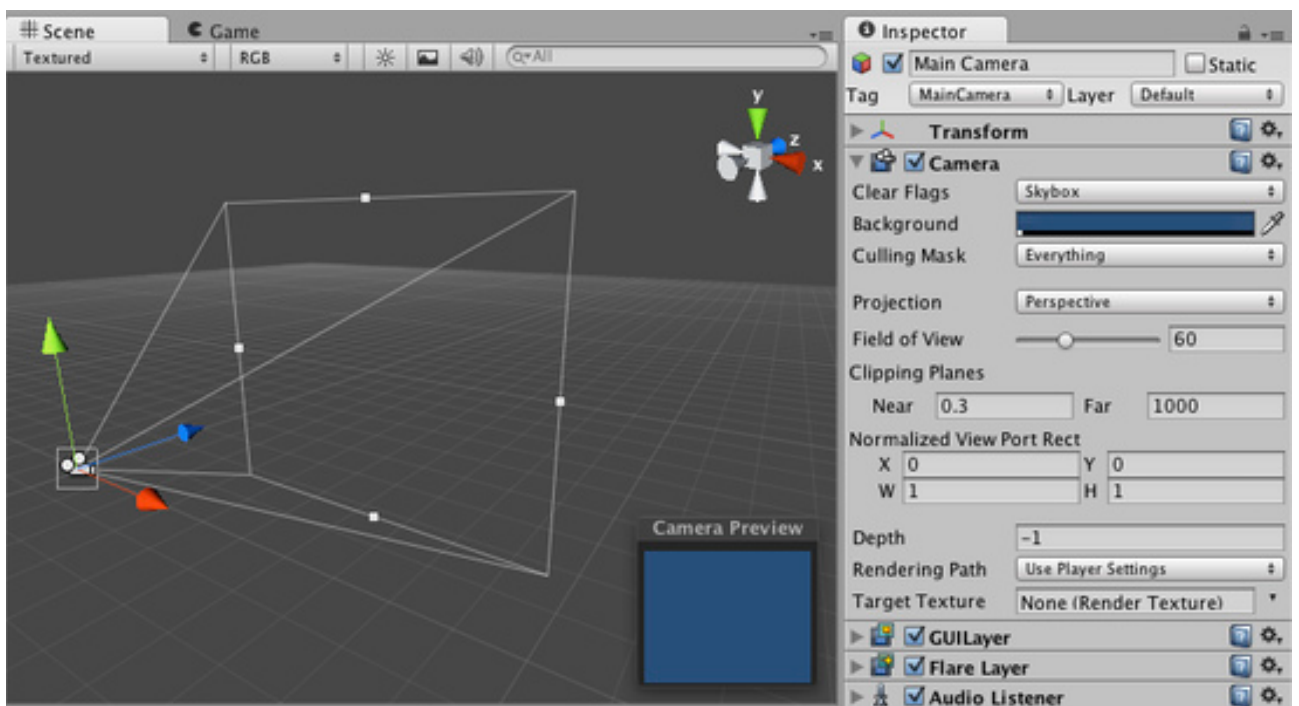 Scene
Game
Textured
RGB
All
y
z
x
Camera Preview
Inspector
Main Camera
Static
Tag
MainCamera
Layer
Default
Transform
Camera
Clear Flags
Skybox
Background
Culling Mask
Everything
Projection
Perspective
Field of View
60
Clipping Planes
Near
0.3
Far
1000
Normalized View Port Rect
X
0
Y
0
W
1
H
1
Depth
-1
Rendering Path
Use Player Settings
Target Texture
None (Render Texture)
GUILayer
Flare Layer
Audio Listener